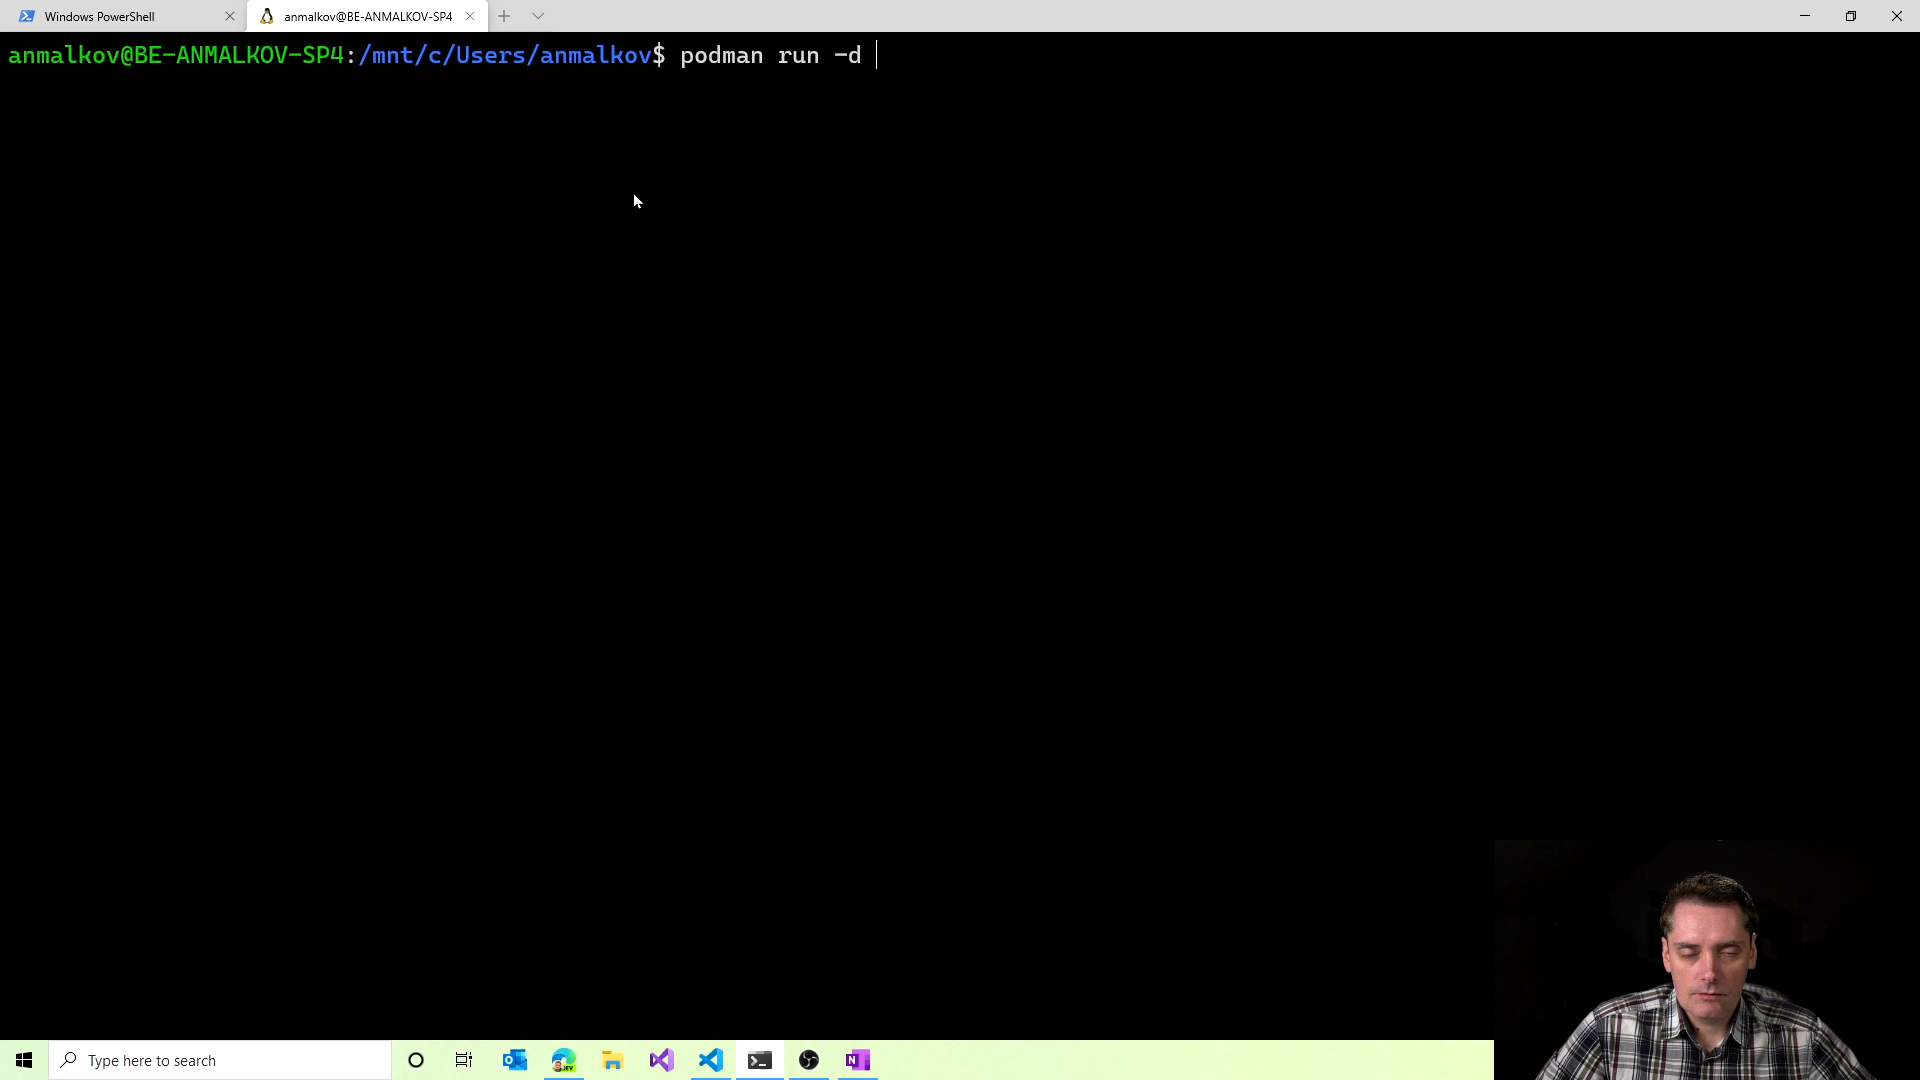 Windows PowerShell
anmalkov@BE-ANMALKOV-SP4
anmalkov@BE-ANMALKOV-SP4:/mnt/c/Users/anmalkov$ podman run -d
Type here to search